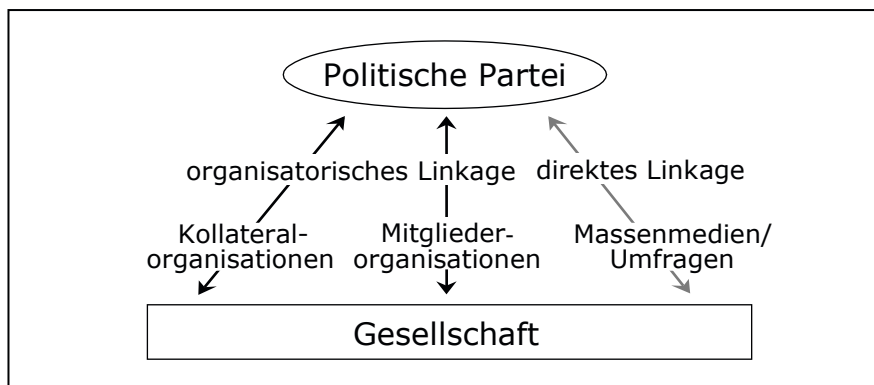 Politische Partei
organisatorisches Linkage
direktes Linkage
Kollateral-
organisationen
Mitglieder-
organisationen
Massenmedien/
Umfragen
Gesellschaft